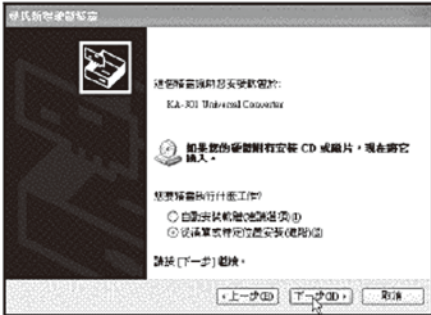 尋找新增硬體精靈
這個精靈協助您安裝軟體於:
KA-301 Universal Converter
如果您的硬體附有安裝 CD 或磁片,現在將它
插入。
您要精靈執行什麼工作?
自動安裝軟體(建議選項)(I)
從清單或特定位置安裝(進階)(S)
請按 [下一步] 繼續。
<上一步(B) 下一步(N)> 取消